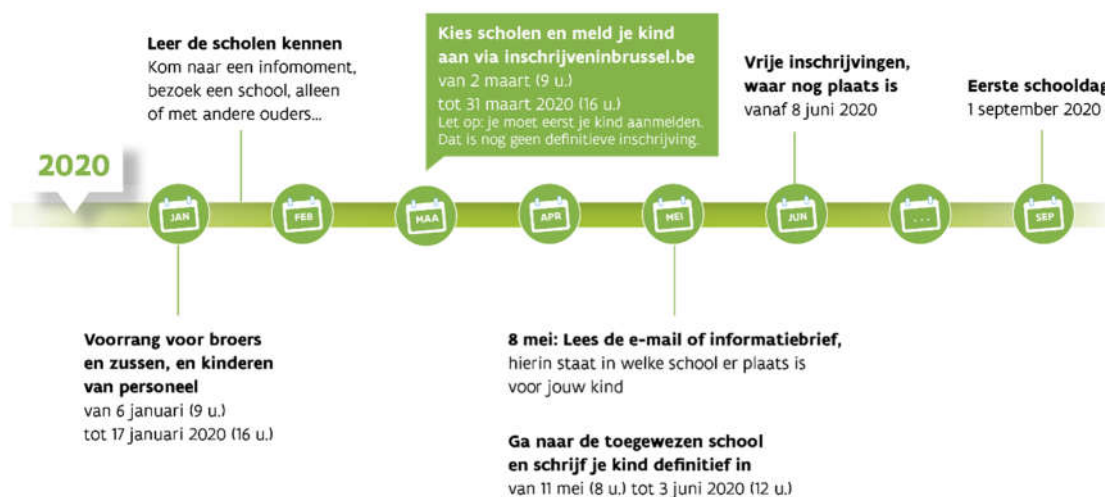 Leer de scholen kennen
Kom naar een infomoment,
bezoek een school, alleen
of met andere ouders...
Kies scholen en meld je kind
aan via inschrijveninbrussel.be
van 2 maart (9 u.)
tot 31 maart 2020 (16 u.)
Let op: je moet eerst je kind aanmelden.
Dat is nog geen definitieve inschrijving.
Vrije inschrijvingen,
waar nog plaats is
vanaf 8 juni 2020
Eerste schooldag
1 september 2020
2020
JAN
FEB
MAA
APR
MEI
JUN
...
SEP
Voorrang voor broers
en zussen, en kinderen
van personeel
van 6 januari (9 u.)
tot 17 januari 2020 (16 u.)
8 mei: Lees de e-mail of informatiebrief,
hierin staat in welke school er plaats is
voor jouw kind
Ga naar de toegewezen school
en schrijf je kind definitief in
van 11 mei (8 u.) tot 3 juni 2020 (12 u.)